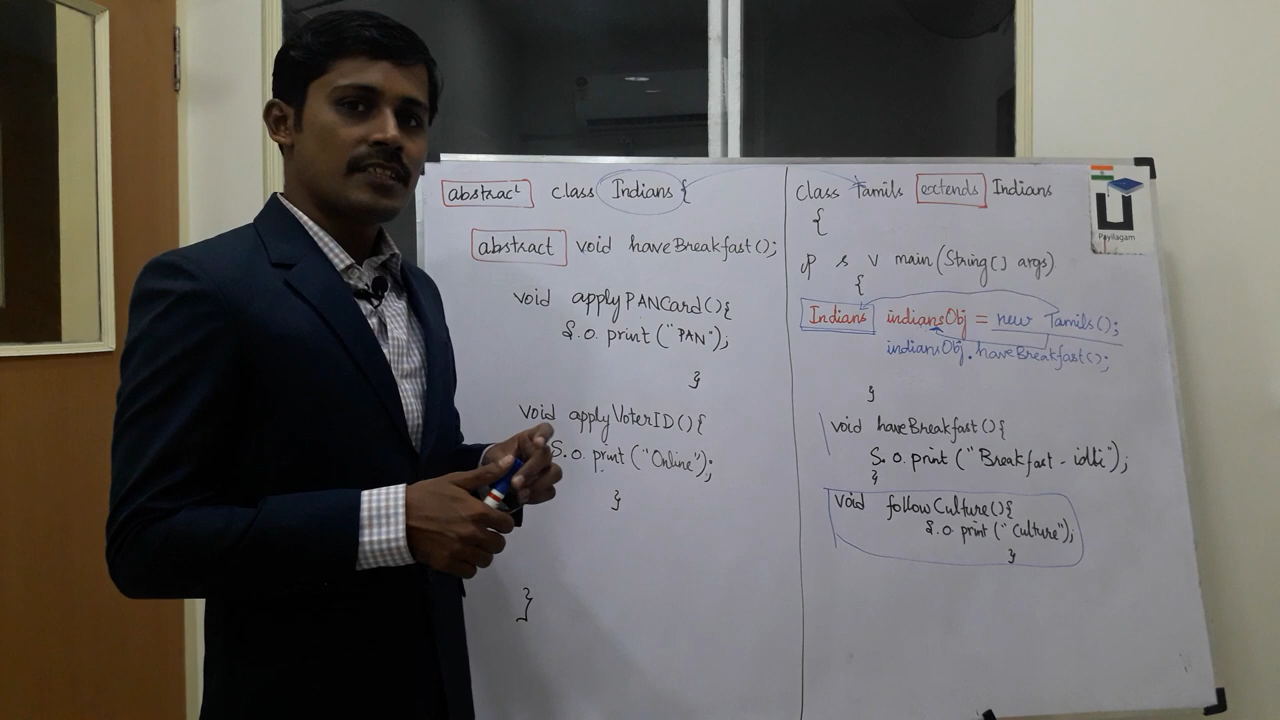 abstract class Indians {
abstract void haveBreakfast();
void applyPANCard(){
S.O.print ("PAN");
}
void applyVoterID(){
S.O.print ("Online");
}
}
class Tamils extends Indians
{
p s v main(String[] args)
{
Indians indiansObj = new Tamils();
indiansObj.haveBreakfast();
}
void haveBreakfast(){
S.O.print ("Breakfast - idli");
}
void followCulture(){
S.O.print ("Culture");
}
Payilagam